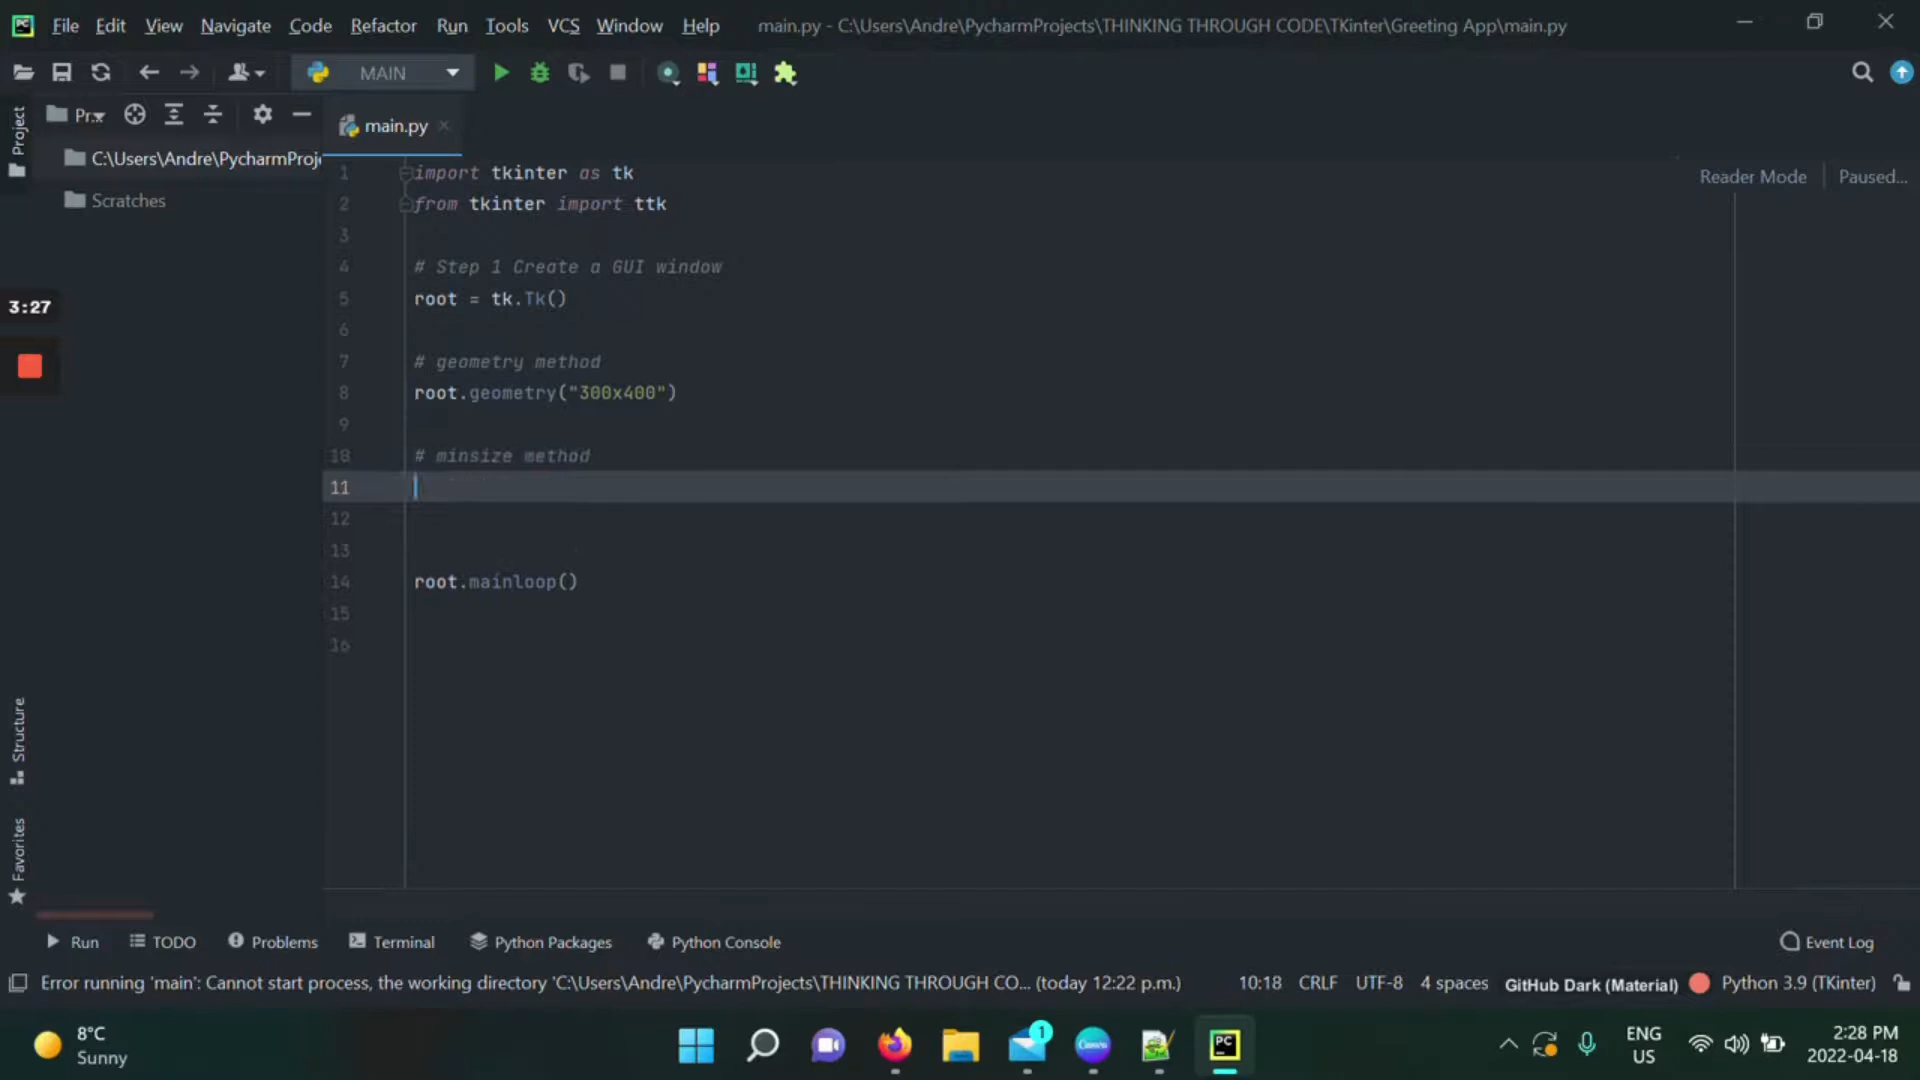 File Edit View Navigate Code Refactor Run Tools VCS Window Help main.py - C:\Users\Andre\PycharmProjects\THINKING THROUGH CODE\TKinter\Greeting App\main.py
MAIN
Project
Pr...
main.py
C:\Users\Andre\PycharmProj
Scratches
Reader Mode Paused...
1 import tkinter as tk
2 from tkinter import ttk
3
4 # Step 1 Create a GUI window
5 root = tk.Tk()
6
7 # geometry method
8 root.geometry("300x400")
9
10 # minsize method
11
12
13
14 root.mainloop()
15
16
3:27
Structure
Favorites
Run TODO Problems Terminal Python Packages Python Console Event Log
Error running 'main': Cannot start process, the working directory 'C:\Users\Andre\PycharmProjects\THINKING THROUGH CO... (today 12:22 p.m.) 10:18 CRLF UTF-8 4 spaces GitHub Dark (Material) Python 3.9 (TKinter)
8°C
Sunny
1
Canva
PC
ENG
US
2:28 PM
2022-04-18